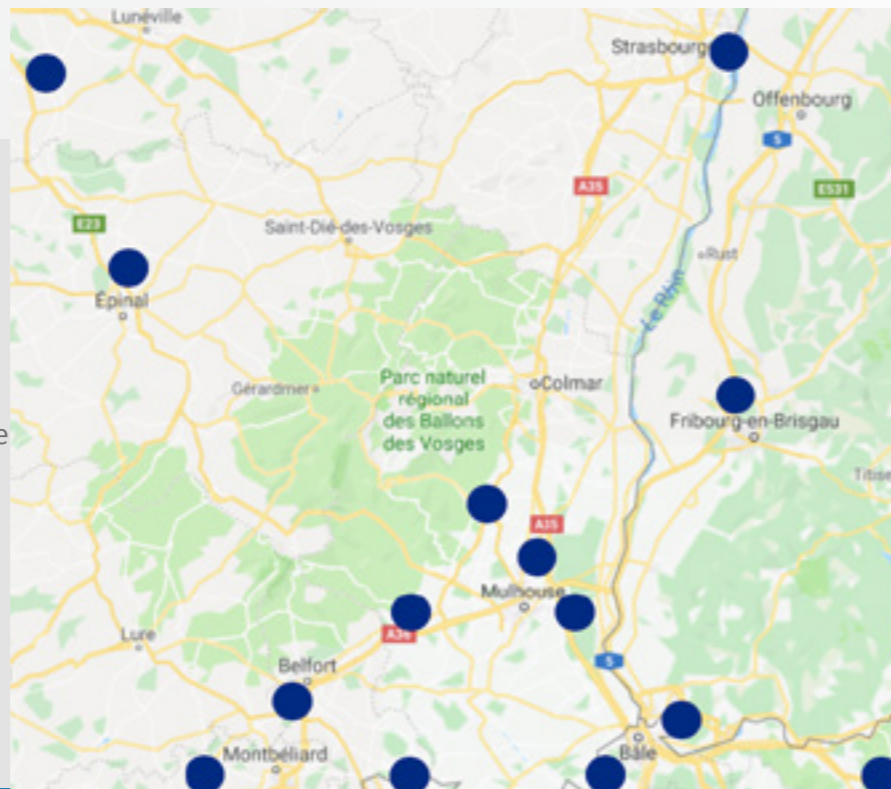 Lunéville
Strasbourg
Offenbourg
5
A35
E531
E23
Saint-Dié-des-Vosges
Rust
Épinal
Le Rhin
Gérardmer
Parc naturel
régional
des Ballons
des Vosges
Colmar
Fribourg-en-Brisgau
e
Titise
A35
Mulhouse
A36
Lure
Belfort
5
Montbéliard
Bâle